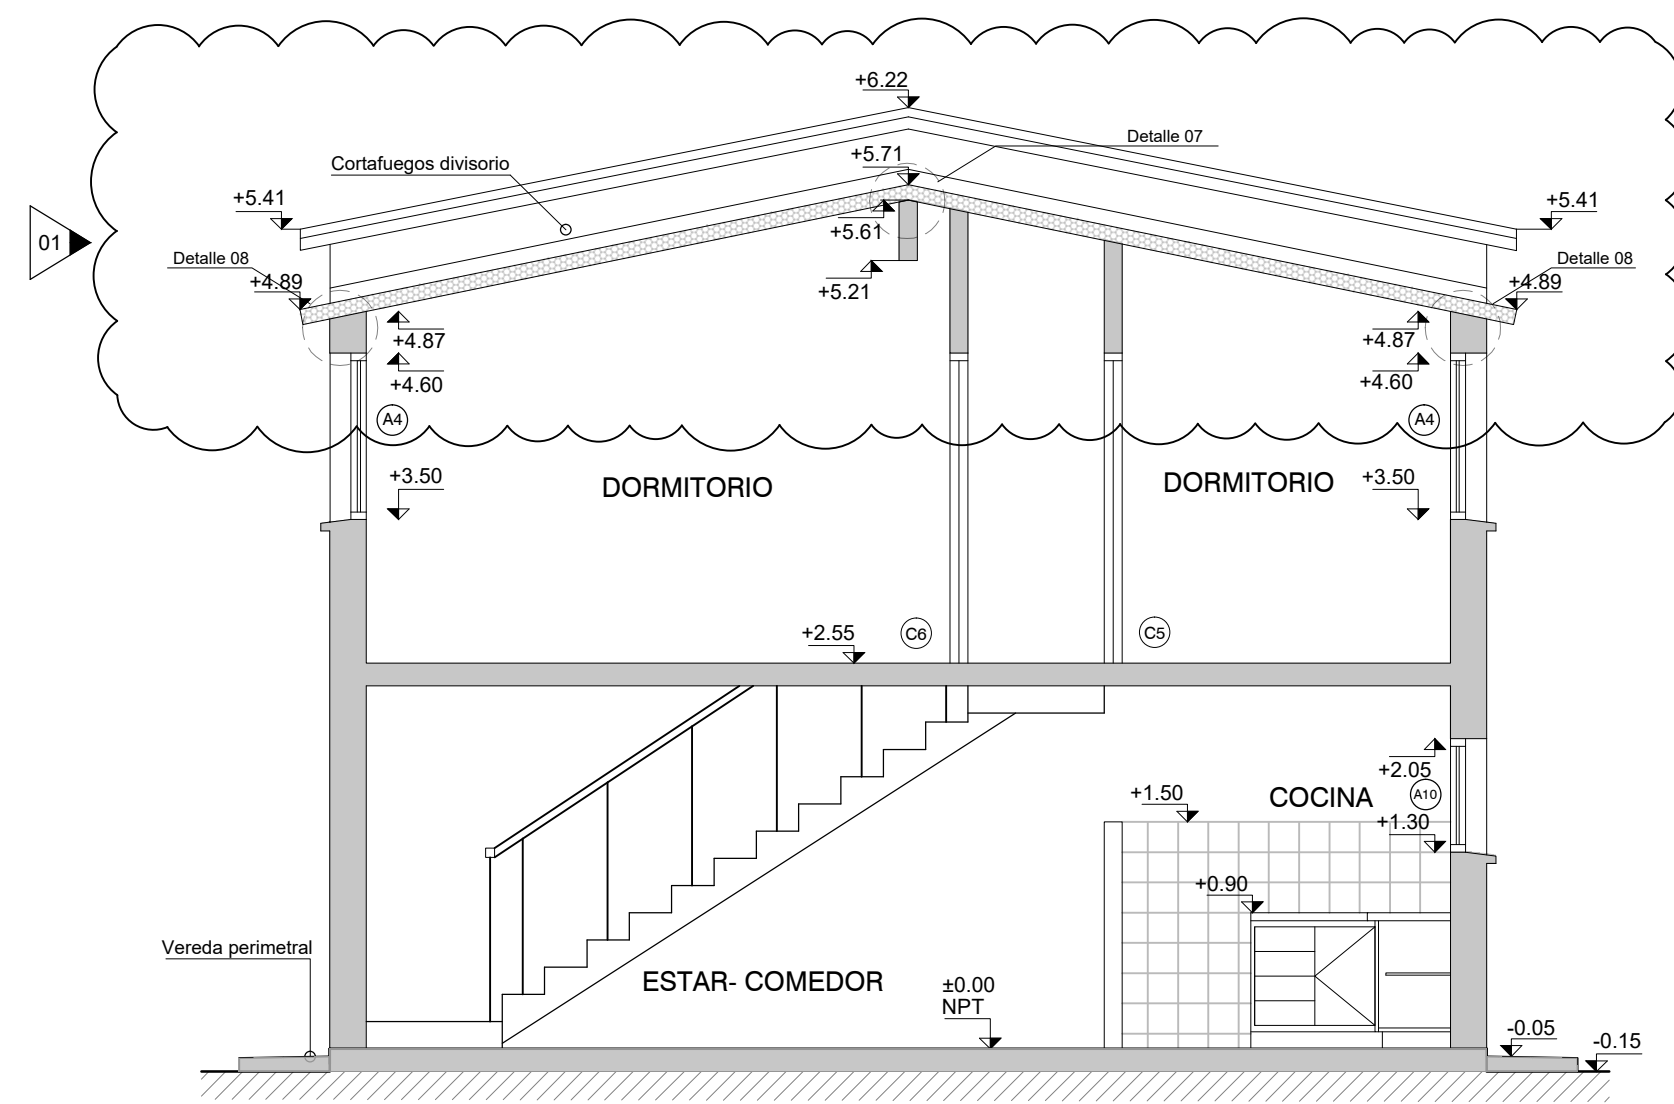 +6.22
Detalle 07
+5.71
Cortafuegos divisorio
+5.41
+5.41
01
+5.61
Detalle 08
Detalle 08
+4.89
+4.89
+5.21
+4.87
+4.87
+4.60
+4.60
A4
A4
+3.50
DORMITORIO
DORMITORIO
+3.50
+2.55
C6
C5
+2.05
+1.50
COCINA
A10
+1.30
+0.90
Vereda perimetral
ESTAR- COMEDOR
±0.00
NPT
-0.05
-0.15